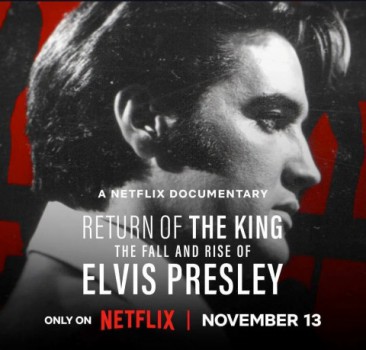 A NETFLIX DOCUMENTARY
RETURN OF THE KING
THE FALL AND RISE OF
ELVIS PRESLEY
ONLY ON NETFLIX | NOVEMBER 13